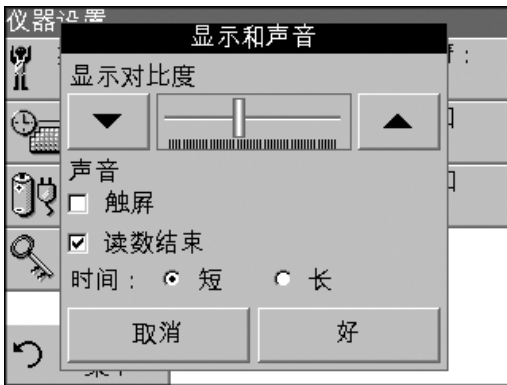 仪器设置
显示和声音
显示对比度
声音
触屏
读数结束
时间： 短 长
取消 好